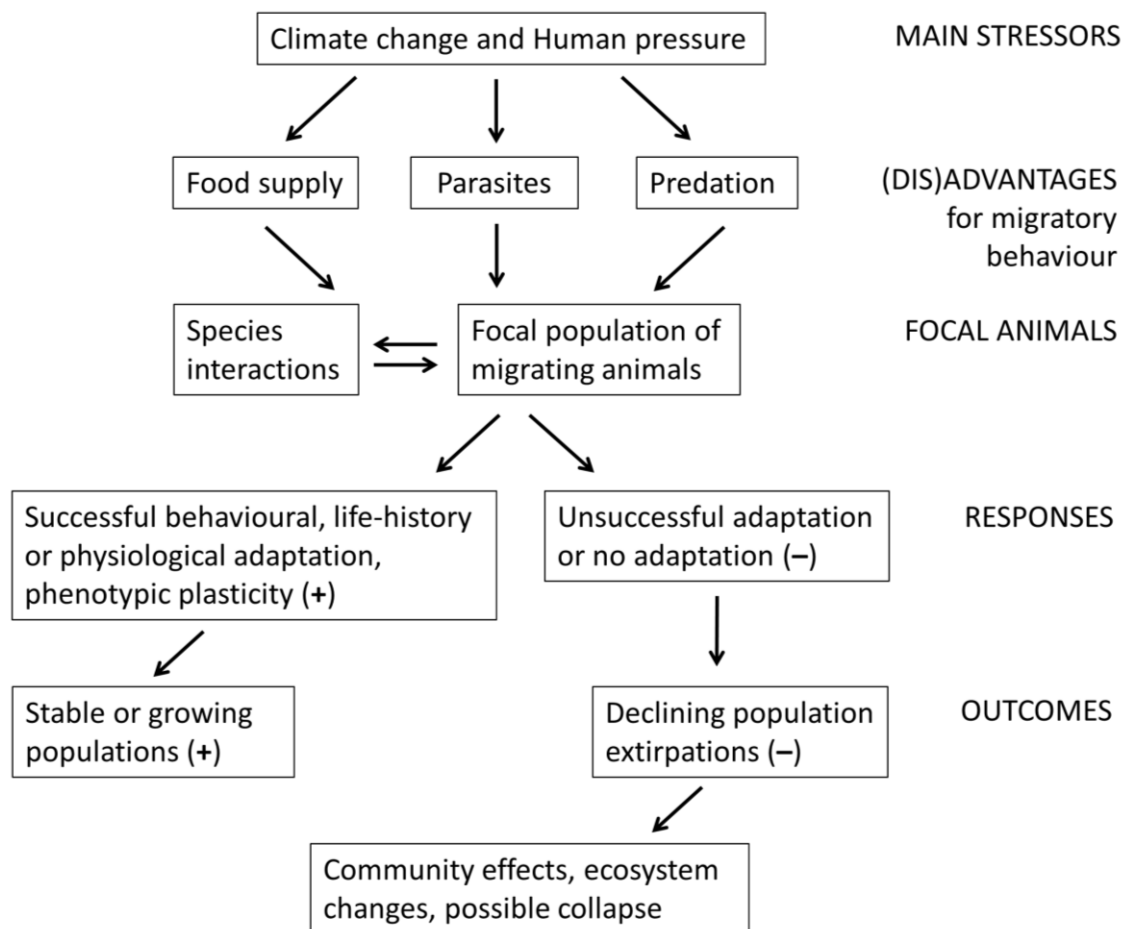 Climate change and Human pressure
MAIN STRESSORS
Food supply
Parasites
Predation
(DIS)ADVANTAGES
for migratory
behaviour
Species
interactions
Focal population of
migrating animals
FOCAL ANIMALS
Successful behavioural, life-history
or physiological adaptation,
phenotypic plasticity (+)
Unsuccessful adaptation
or no adaptation (–)
RESPONSES
Stable or growing
populations (+)
Declining population
extirpations (–)
OUTCOMES
Community effects, ecosystem
changes, possible collapse